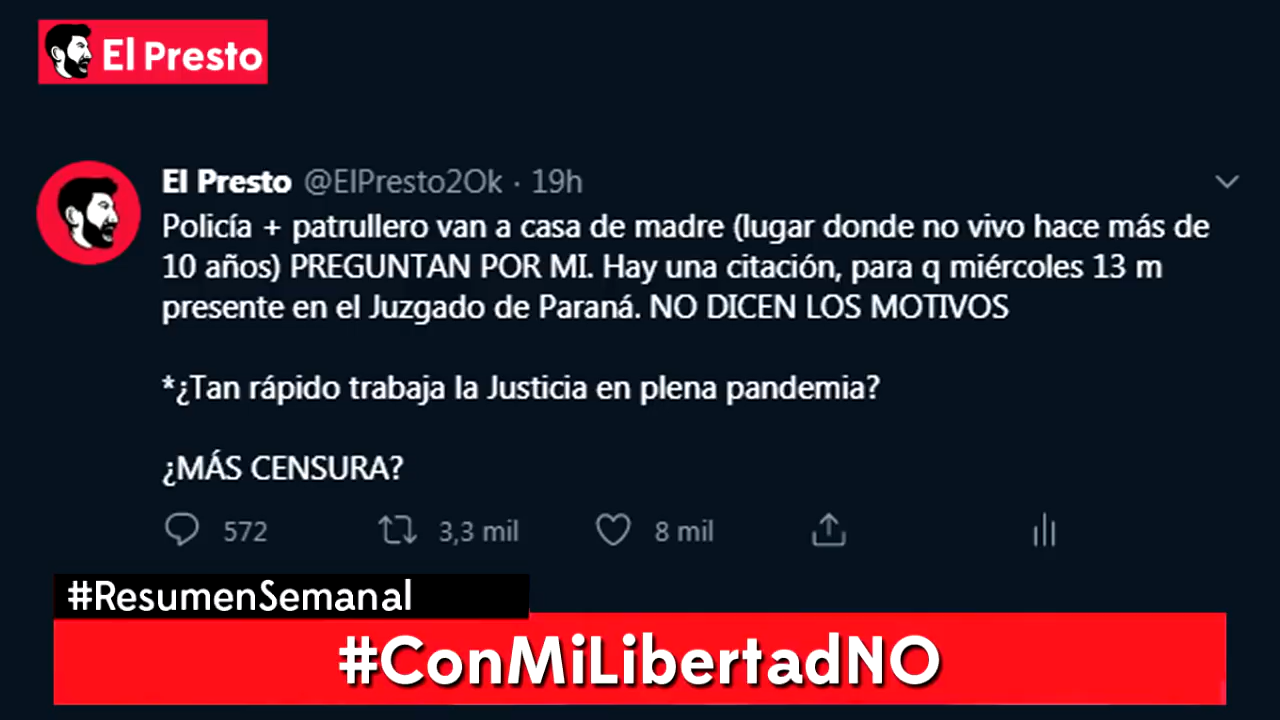 El Presto
El Presto @ElPresto2Ok · 19h
Policía + patrullero van a casa de madre (lugar donde no vivo hace más de
10 años) PREGUNTAN POR MI. Hay una citación, para q miércoles 13 m
presente en el Juzgado de Paraná. NO DICEN LOS MOTIVOS
*¿Tan rápido trabaja la Justicia en plena pandemia?
¿MÁS CENSURA?
572 3,3 mil 8 mil
#ResumenSemanal
#ConMiLibertadNO